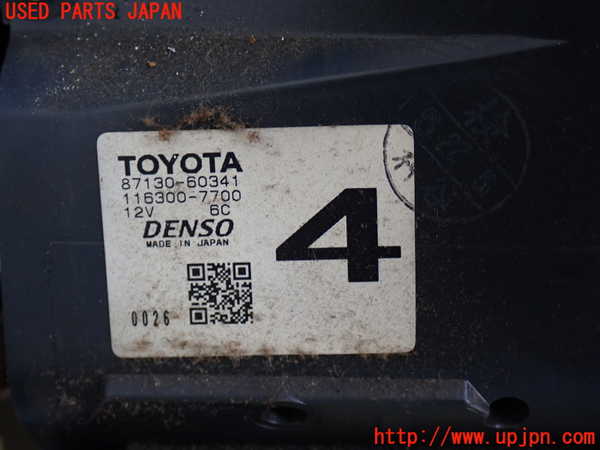 USED PARTS JAPAN
TOYOTA
87130-60341
116300-7700
12V 6C
DENSO
MADE IN JAPAN
4
0026
http://www.upjpn.com/